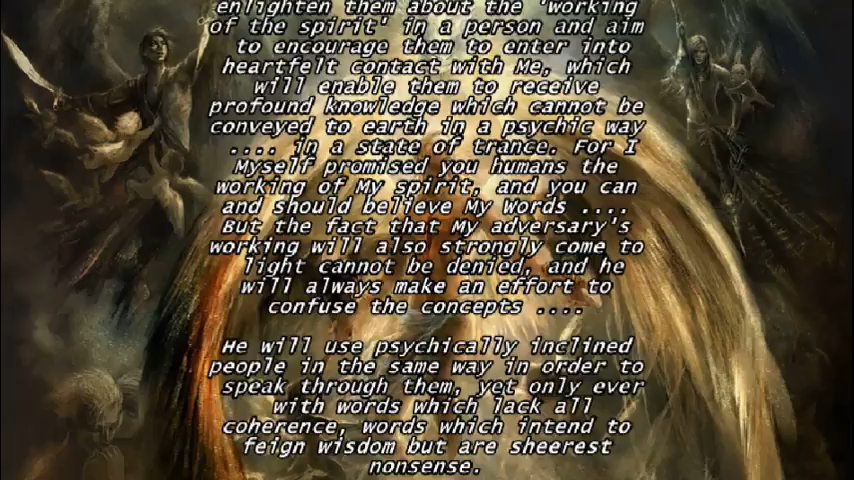 enlighten them about the 'working
of the spirit' in a person and aim
to encourage them to enter into
heartfelt contact with Me, which
will enable them to receive
profound knowledge which cannot be
conveyed to earth in a psychic way
.... in a state of trance. For I
Myself promised you humans the
working of My spirit, and you can
and should believe My Words ....
But the fact that My adversary's
working will also strongly come to
light cannot be denied, and he
will always make an effort to
confuse the concepts ....
He will use psychically inclined
people in the same way in order to
speak through them, yet only ever
with words which lack all
coherence, words which intend to
feign wisdom but are sheerest
nonsense.